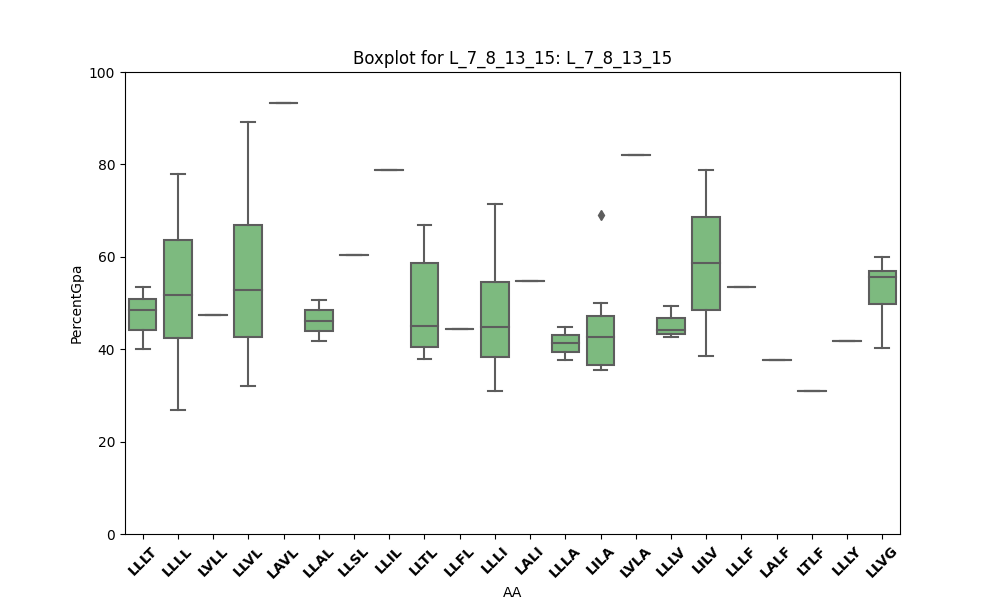 Boxplot for L_7_8_13_15: L_7_8_13_15
100
80
60
40
20
0
PercentGpa
LLLT LLLL LVLL LLVL LAVL LLAL LLSL LLIL LLTL LLFL LLLI LALI LLLA LILA LVLA LLLV LILV LLLF LALF LTLF LLLY LLVG
AA